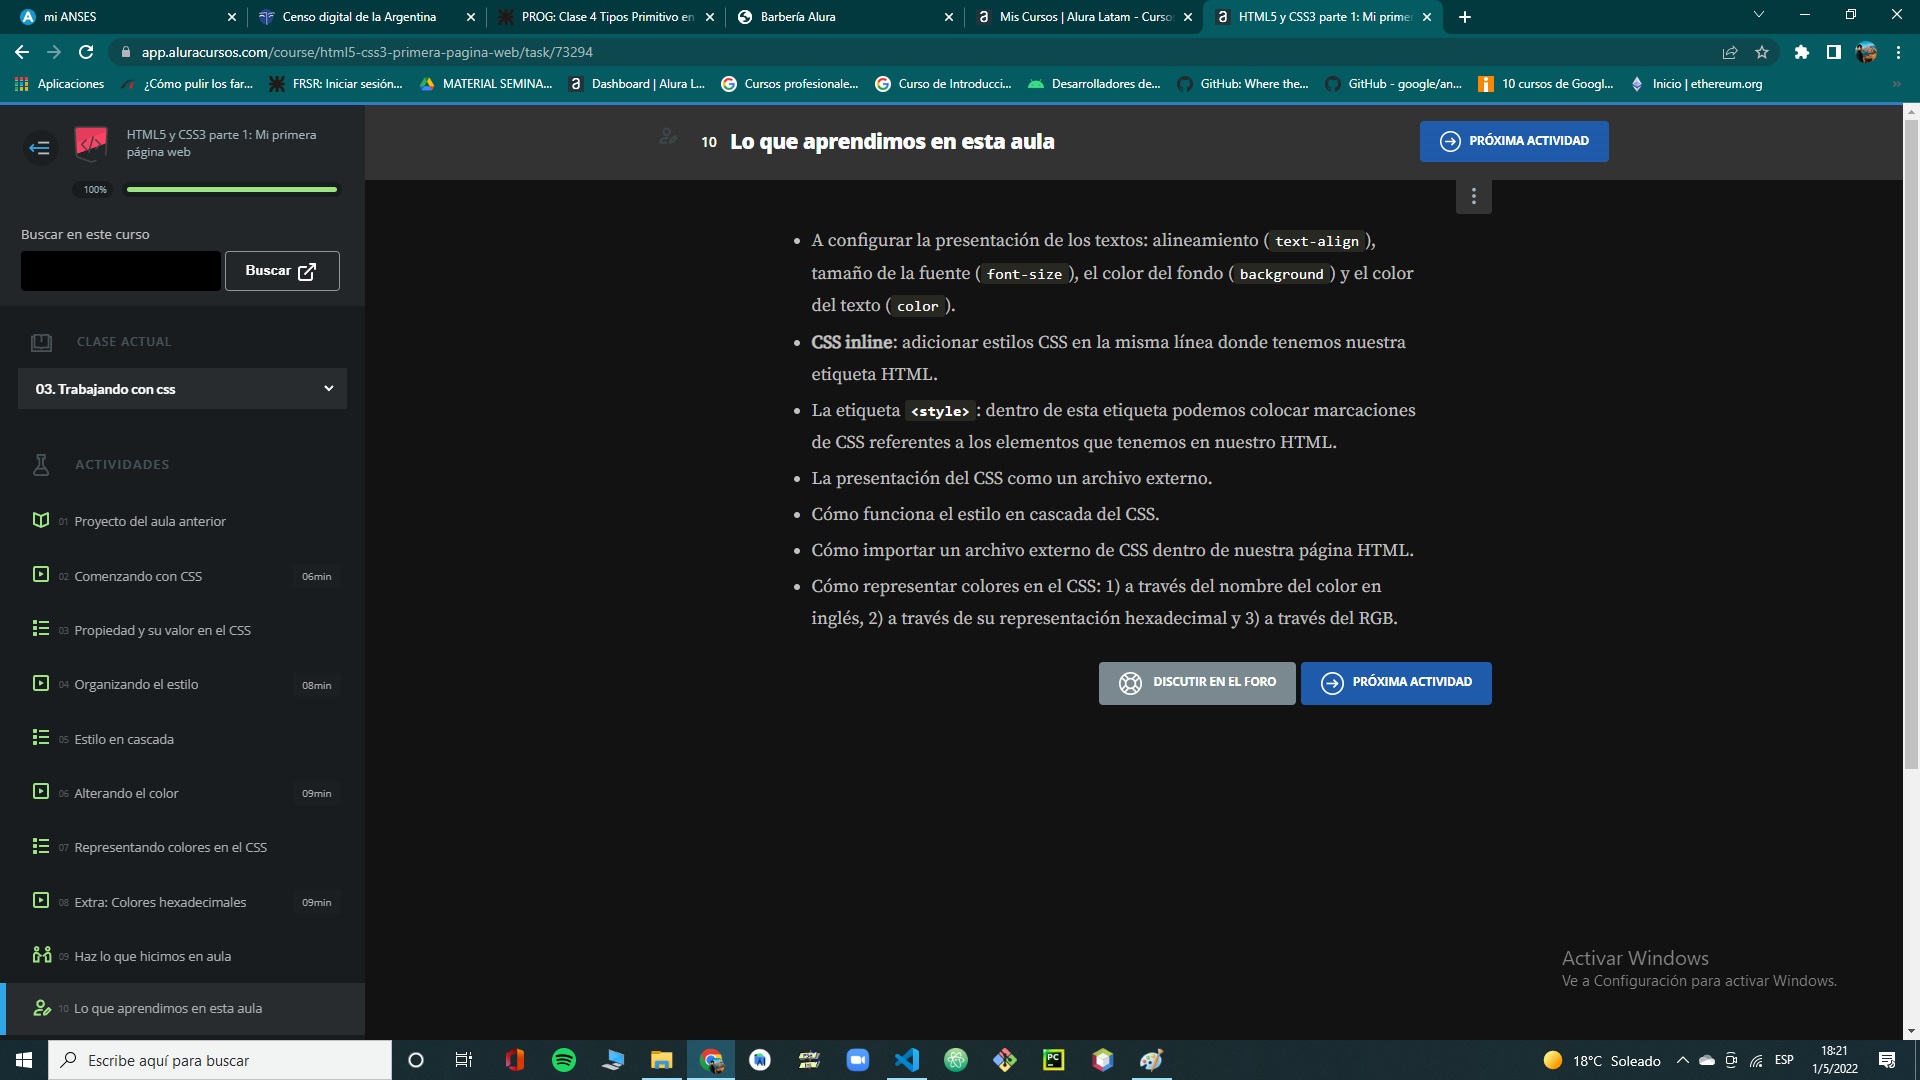 mi ANSES
Censo digital de la Argentina
PROG: Clase 4 Tipos Primitivo en
Barbería Alura
Mis Cursos | Alura Latam - Curso
HTML5 y CSS3 parte 1: Mi prime
app.aluracursos.com/course/html5-css3-primera-pagina-web/task/73294
Aplicaciones
¿Cómo pulir los far...
FRSR: Iniciar sesión...
MATERIAL SEMINA...
Dashboard | Alura L...
Cursos profesionale...
Curso de Introducci...
Desarrolladores de...
GitHub: Where the...
GitHub - google/an...
10 cursos de Googl...
Inicio | ethereum.org
HTML5 y CSS3 parte 1: Mi primera
página web
100%
Buscar en este curso
Buscar
CLASE ACTUAL
03. Trabajando con css
ACTIVIDADES
01 Proyecto del aula anterior
02 Comenzando con CSS 06min
03 Propiedad y su valor en el CSS
04 Organizando el estilo 08min
05 Estilo en cascada
06 Alterando el color 09min
07 Representando colores en el CSS
08 Extra: Colores hexadecimales 09min
09 Haz lo que hicimos en aula
10 Lo que aprendimos en esta aula
10 Lo que aprendimos en esta aula
PRÓXIMA ACTIVIDAD
• A configurar la presentación de los textos: alineamiento ( text-align ),
tamaño de la fuente ( font-size ), el color del fondo ( background ) y el color
del texto ( color ).
• CSS inline: adicionar estilos CSS en la misma línea donde tenemos nuestra
etiqueta HTML.
• La etiqueta <style> : dentro de esta etiqueta podemos colocar marcaciones
de CSS referentes a los elementos que tenemos en nuestro HTML.
• La presentación del CSS como un archivo externo.
• Cómo funciona el estilo en cascada del CSS.
• Cómo importar un archivo externo de CSS dentro de nuestra página HTML.
• Cómo representar colores en el CSS: 1) a través del nombre del color en
inglés, 2) a través de su representación hexadecimal y 3) a través del RGB.
DISCUTIR EN EL FORO
PRÓXIMA ACTIVIDAD
Activar Windows
Ve a Configuración para activar Windows.
Escribe aquí para buscar
18°C Soleado
ESP
18:21
1/5/2022